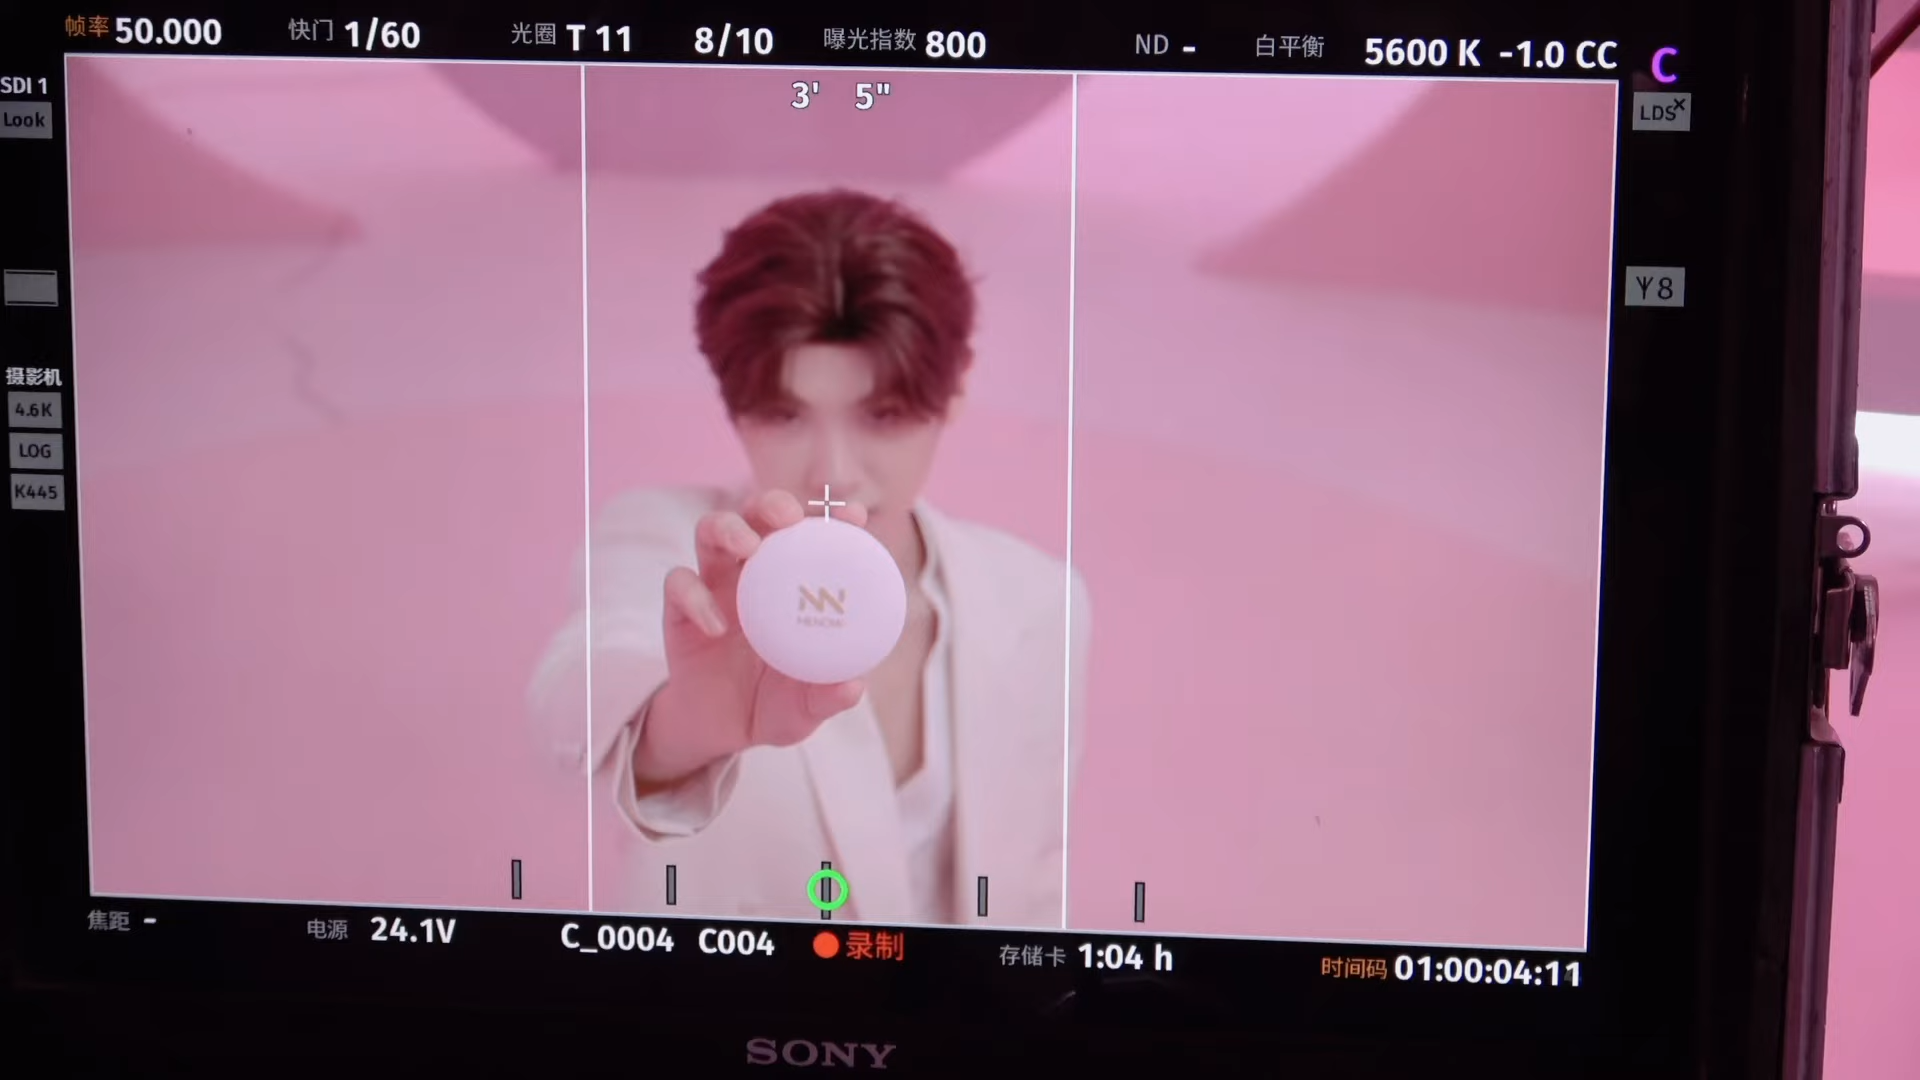 帧率 50.000 快门 1/60 光圈 T 11 8/10 曝光指数 800 ND - 白平衡 5600 K -1.0 CC C
SDI 1
Look
3' 5"
LDS
8
摄影机
4.6K
LOG
K445
HENOW
焦距 - 电源 24.1V C_0004 C004 录制 存储卡 1:04 h 时间码 01:00:04:11
SONY